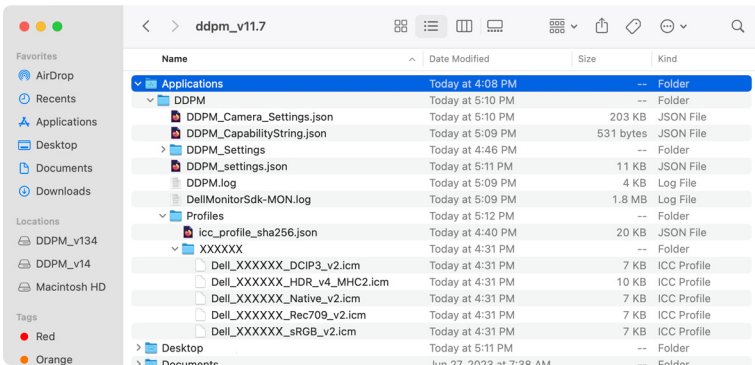 ddpm_v11.7
Favorites
AirDrop
Recents
Applications
Desktop
Documents
Downloads
Locations
DDPM_v134
DDPM_v14
Macintosh HD
Tags
Red
Orange
Name Date Modified Size Kind
Applications Today at 4:08 PM -- Folder
DDPM Today at 5:10 PM -- Folder
DDPM_Camera_Settings.json Today at 5:10 PM 203 KB JSON File
DDPM_CapabilityString.json Today at 5:09 PM 531 bytes JSON File
DDPM_Settings Today at 4:46 PM -- Folder
DDPM_settings.json Today at 5:11 PM 11 KB JSON File
DDPM.log Today at 5:09 PM 4 KB Log File
DellMonitorSdk-MON.log Today at 5:09 PM 1.8 MB Log File
Profiles Today at 5:12 PM -- Folder
icc_profile_sha256.json Today at 4:40 PM 20 KB JSON File
XXXXXX Today at 4:31 PM -- Folder
Dell_XXXXXX_DCIP3_v2.icm Today at 4:31 PM 7 KB ICC Profile
Dell_XXXXXX_HDR_v4_MHC2.icm Today at 4:31 PM 10 KB ICC Profile
Dell_XXXXXX_Native_v2.icm Today at 4:31 PM 7 KB ICC Profile
Dell_XXXXXX_Rec709_v2.icm Today at 4:31 PM 7 KB ICC Profile
Dell_XXXXXX_sRGB_v2.icm Today at 4:31 PM 7 KB ICC Profile
Desktop Today at 5:11 PM -- Folder
Documents Jun 27, 2023 at 7:38 AM -- Folder